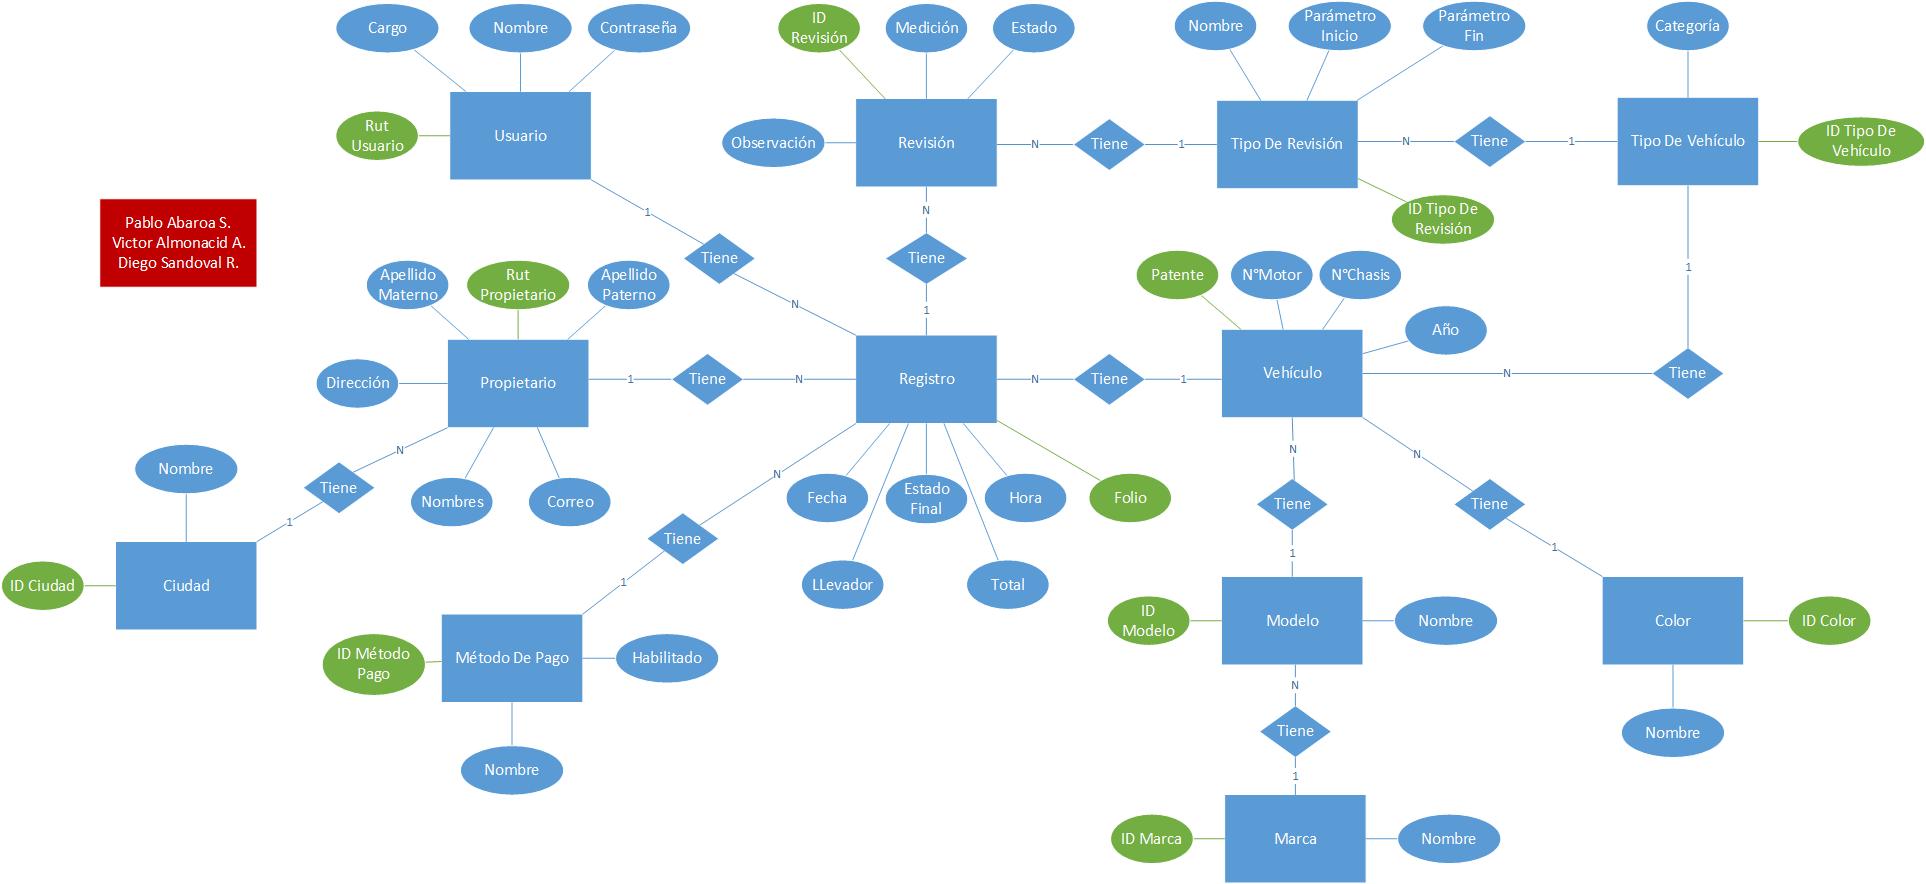 Cargo
Nombre
Contraseña
ID
Revisión
Medición
Estado
Nombre
Parámetro
Inicio
Parámetro
Fin
Categoría
Rut
Usuario
Usuario
Observación
Revisión
N
Tiene
1
Tipo De Revisión
N
Tiene
1
Tipo De Vehículo
ID Tipo De
Vehículo
ID Tipo De
Revisión
1
N
Pablo Abaroa S.
Victor Almonacid A.
Diego Sandoval R.
Tiene
Tiene
1
Apellido
Materno
Rut
Propietario
Apellido
Paterno
Patente
N°Motor
N°Chasis
N
1
Año
Dirección
Propietario
1
Tiene
N
Registro
N
Tiene
1
Vehículo
N
Tiene
N
N
N
N
Nombre
Tiene
Nombres
Correo
N
Fecha
Estado
Final
Hora
Folio
Tiene
Tiene
1
Tiene
1
1
1
LLevador
Total
ID Ciudad
Ciudad
ID
Modelo
Modelo
Nombre
Color
ID Color
ID Método
Pago
Método De Pago
Habilitado
N
Tiene
Nombre
Nombre
1
ID Marca
Marca
Nombre